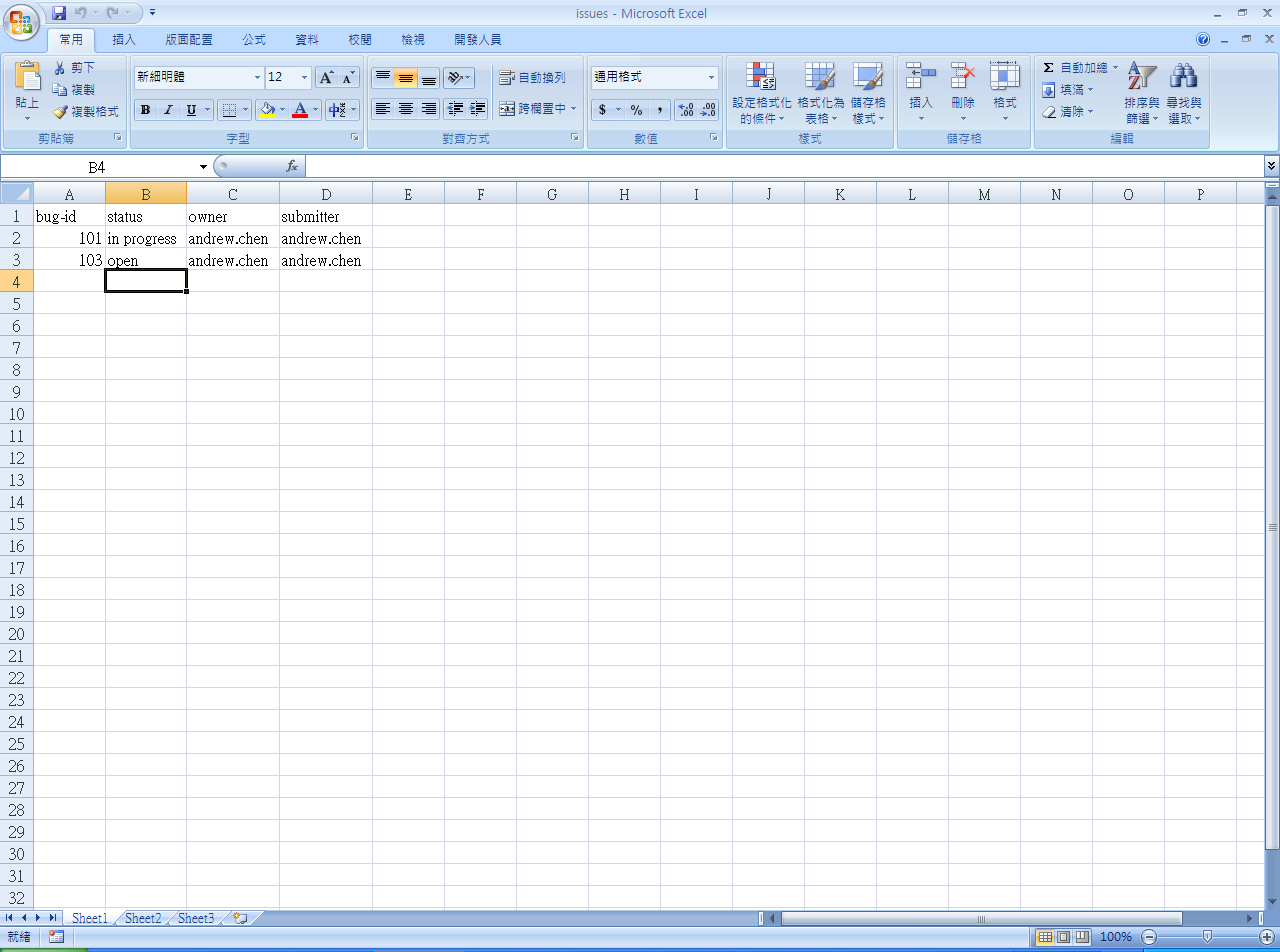 issues - Microsoft Excel
常用 插入 版面配置 公式 資料 校閱 檢視 開發人員
貼上 剪下 複製 複製格式
剪貼簿
新細明體 12 A A
B I U A 中
字型
自動換列
跨欄置中
對齊方式
通用格式
$ % , .0 .00 .00 .0
數值
設定格式化的條件 格式化為表格 儲存格樣式
樣式
插入 刪除 格式
儲存格
Σ 自動加總
填滿
清除
排序與篩選 尋找與選取
編輯
B4 fx
A B C D E F G H I J K L M N O P
1 bug-id status owner submitter
2 101 in progress andrew.chen andrew.chen
3 103 open andrew.chen andrew.chen
4
5
6
7
8
9
10
11
12
13
14
15
16
17
18
19
20
21
22
23
24
25
26
27
28
29
30
31
32
Sheet1 Sheet2 Sheet3
就緒 100%